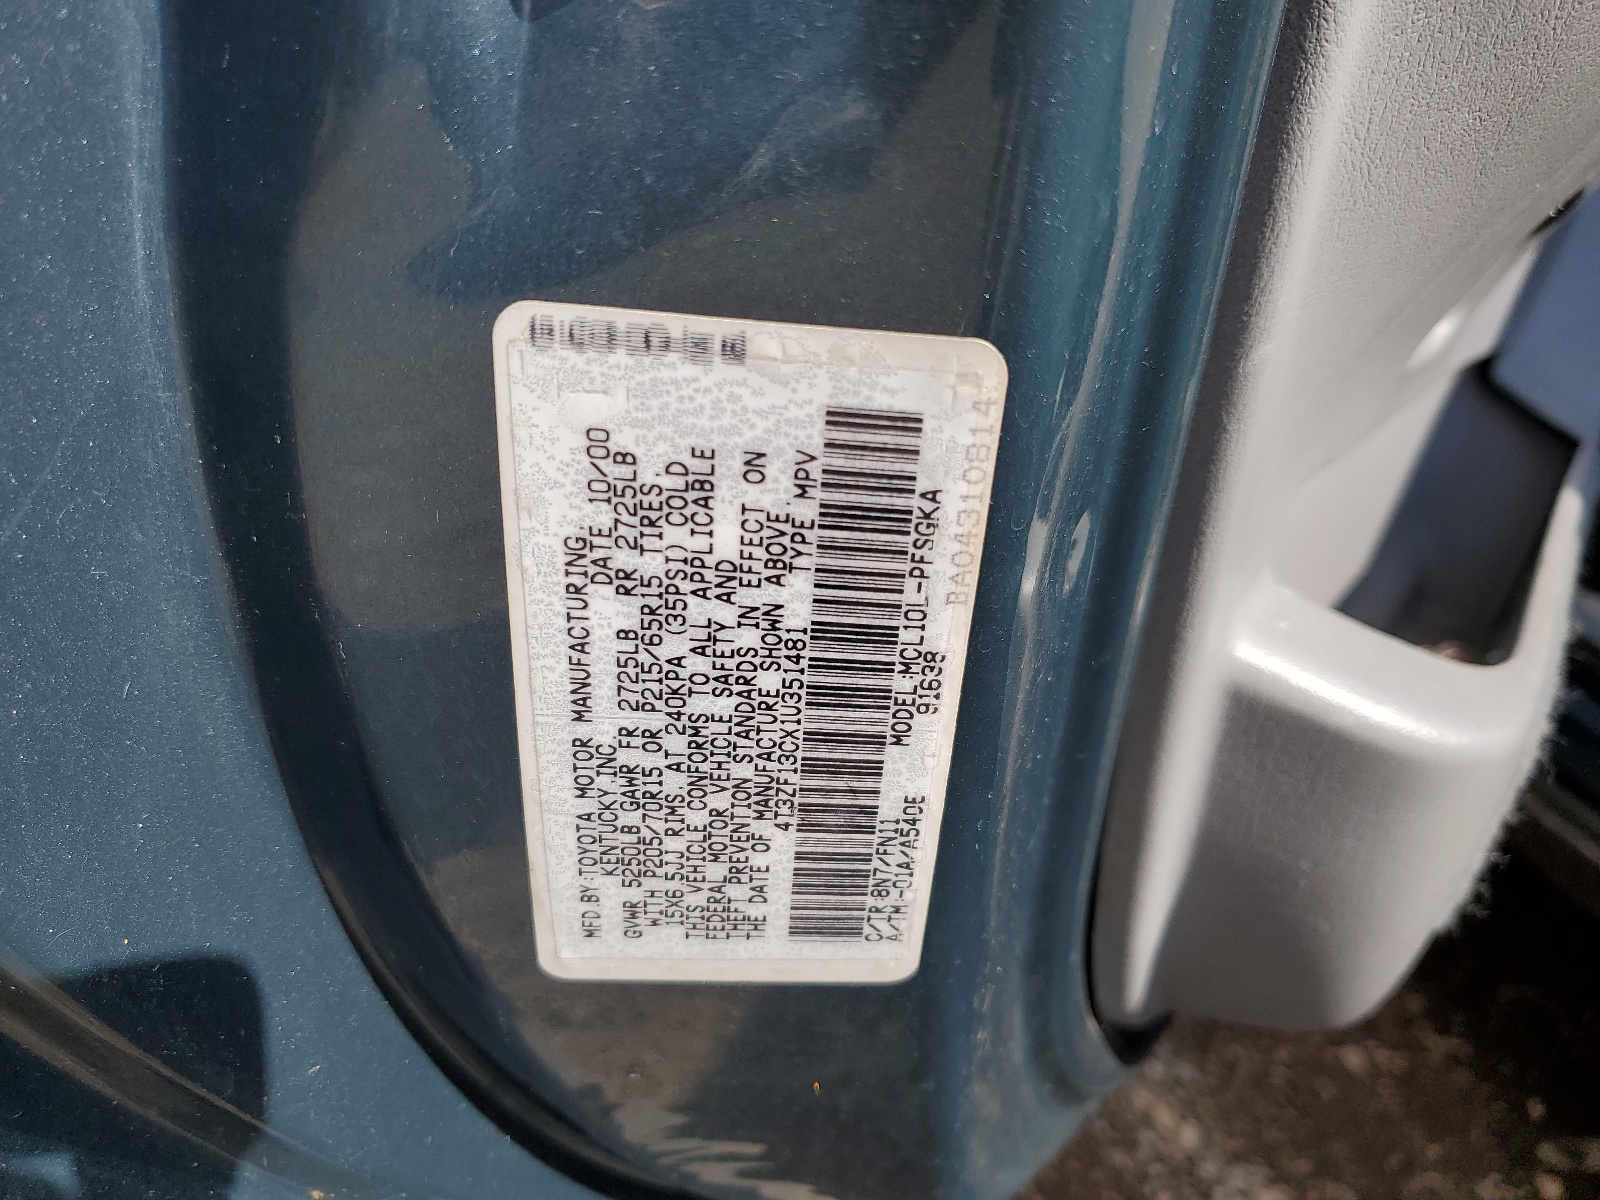 MFD.BY:TOYOTA MOTOR MANUFACTURING,
KENTUCKY,INC. DATE 10/00
GVWR 5250LB GAWR FR 2725LB RR 2725LB
WITH P205/70R15 OR P215/65R15 TIRES,
15X6.5JJ RIMS, AT 240KPA (35PSI) COLD
THIS VEHICLE CONFORMS TO ALL APPLICABLE
FEDERAL MOTOR VEHICLE SAFETY AND
THEFT PREVENTION STANDARDS IN EFFECT ON
THE DATE OF MANUFACTURE SHOWN ABOVE.
4T3ZF13CX1U351481 TYPE MPV
C/TR:8N7/FN11 MODEL:MCL10L-PFSGKA
A/TM:-01A/A540E 91638
BA04310814